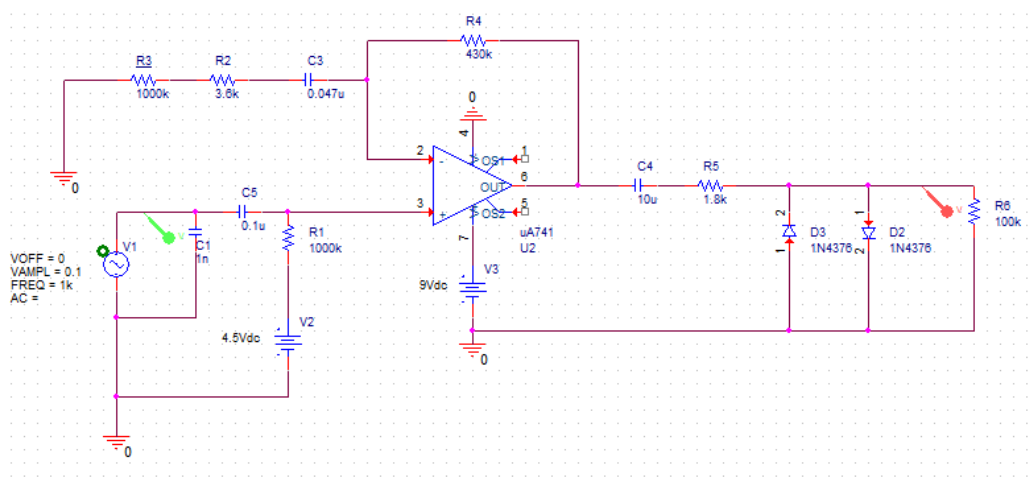 R4
430k
R3
1000k
R2
3.6k
C3
0.047u
0
0
4
2
-
OS1
1
6
OUT
3
+
OS2
5
uA741
U2
7
C4
10u
R5
1.8k
2
D3
1N4376
1
1
D2
1N4376
2
V
R6
100k
C5
0.1u
V
C1
1n
R1
1000k
V1
VOFF = 0
VAMPL = 0.1
FREQ = 1k
AC =
V3
9Vdc
V2
4.5Vdc
0
0